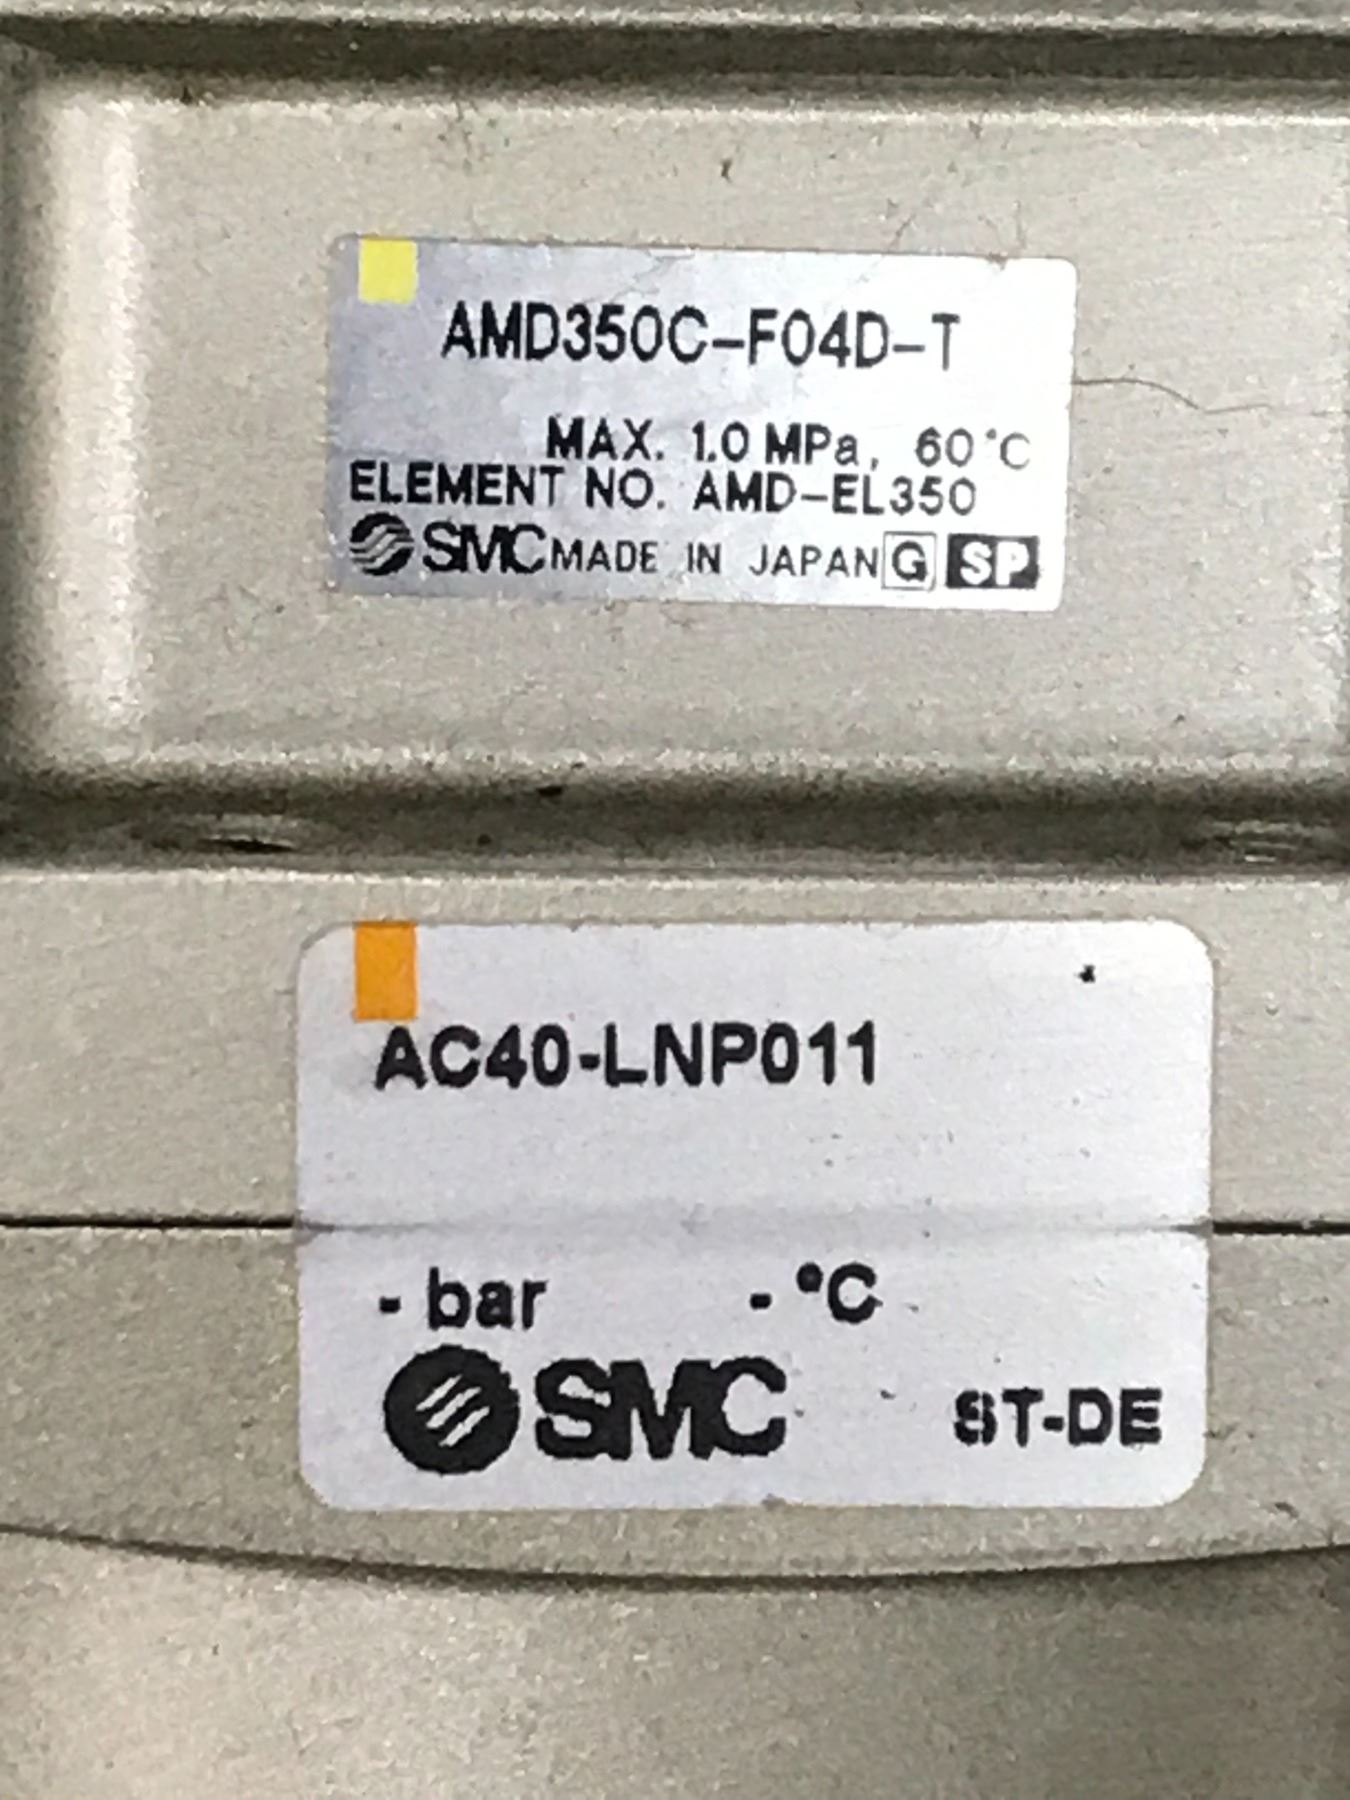 AMD350C-F04D-T
MAX. 1.0 MPa, 60°C
ELEMENT NO. AMD-EL350
SMC MADE IN JAPAN G SP
AC40-LNP011
- bar - °C
SMC ST-DE